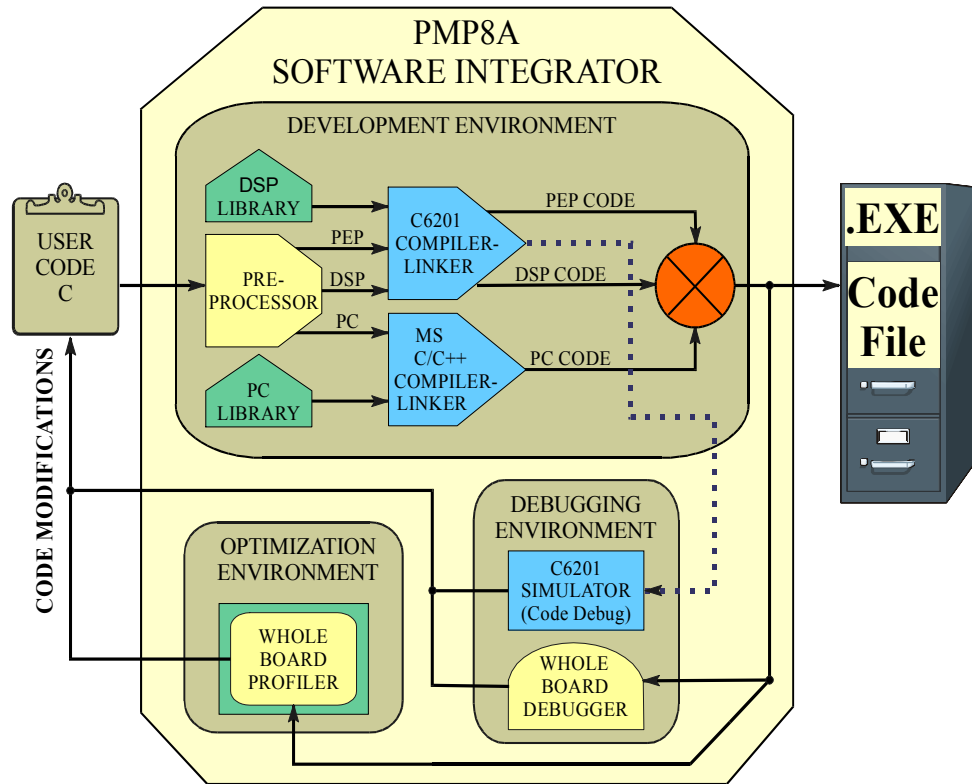 PMP8A
SOFTWARE INTEGRATOR
DEVELOPMENT ENVIRONMENT
DSP
LIBRARY
C6201
COMPILER-
LINKER
PEP CODE
USER
CODE
C
PRE-
PROCESSOR
PEP
DSP
PC
DSP CODE
MS
C/C++
COMPILER-
LINKER
PC CODE
PC
LIBRARY
.EXE
Code
File
CODE MODIFICATIONS
OPTIMIZATION
ENVIRONMENT
WHOLE
BOARD
PROFILER
DEBUGGING
ENVIRONMENT
C6201
SIMULATOR
(Code Debug)
WHOLE
BOARD
DEBUGGER